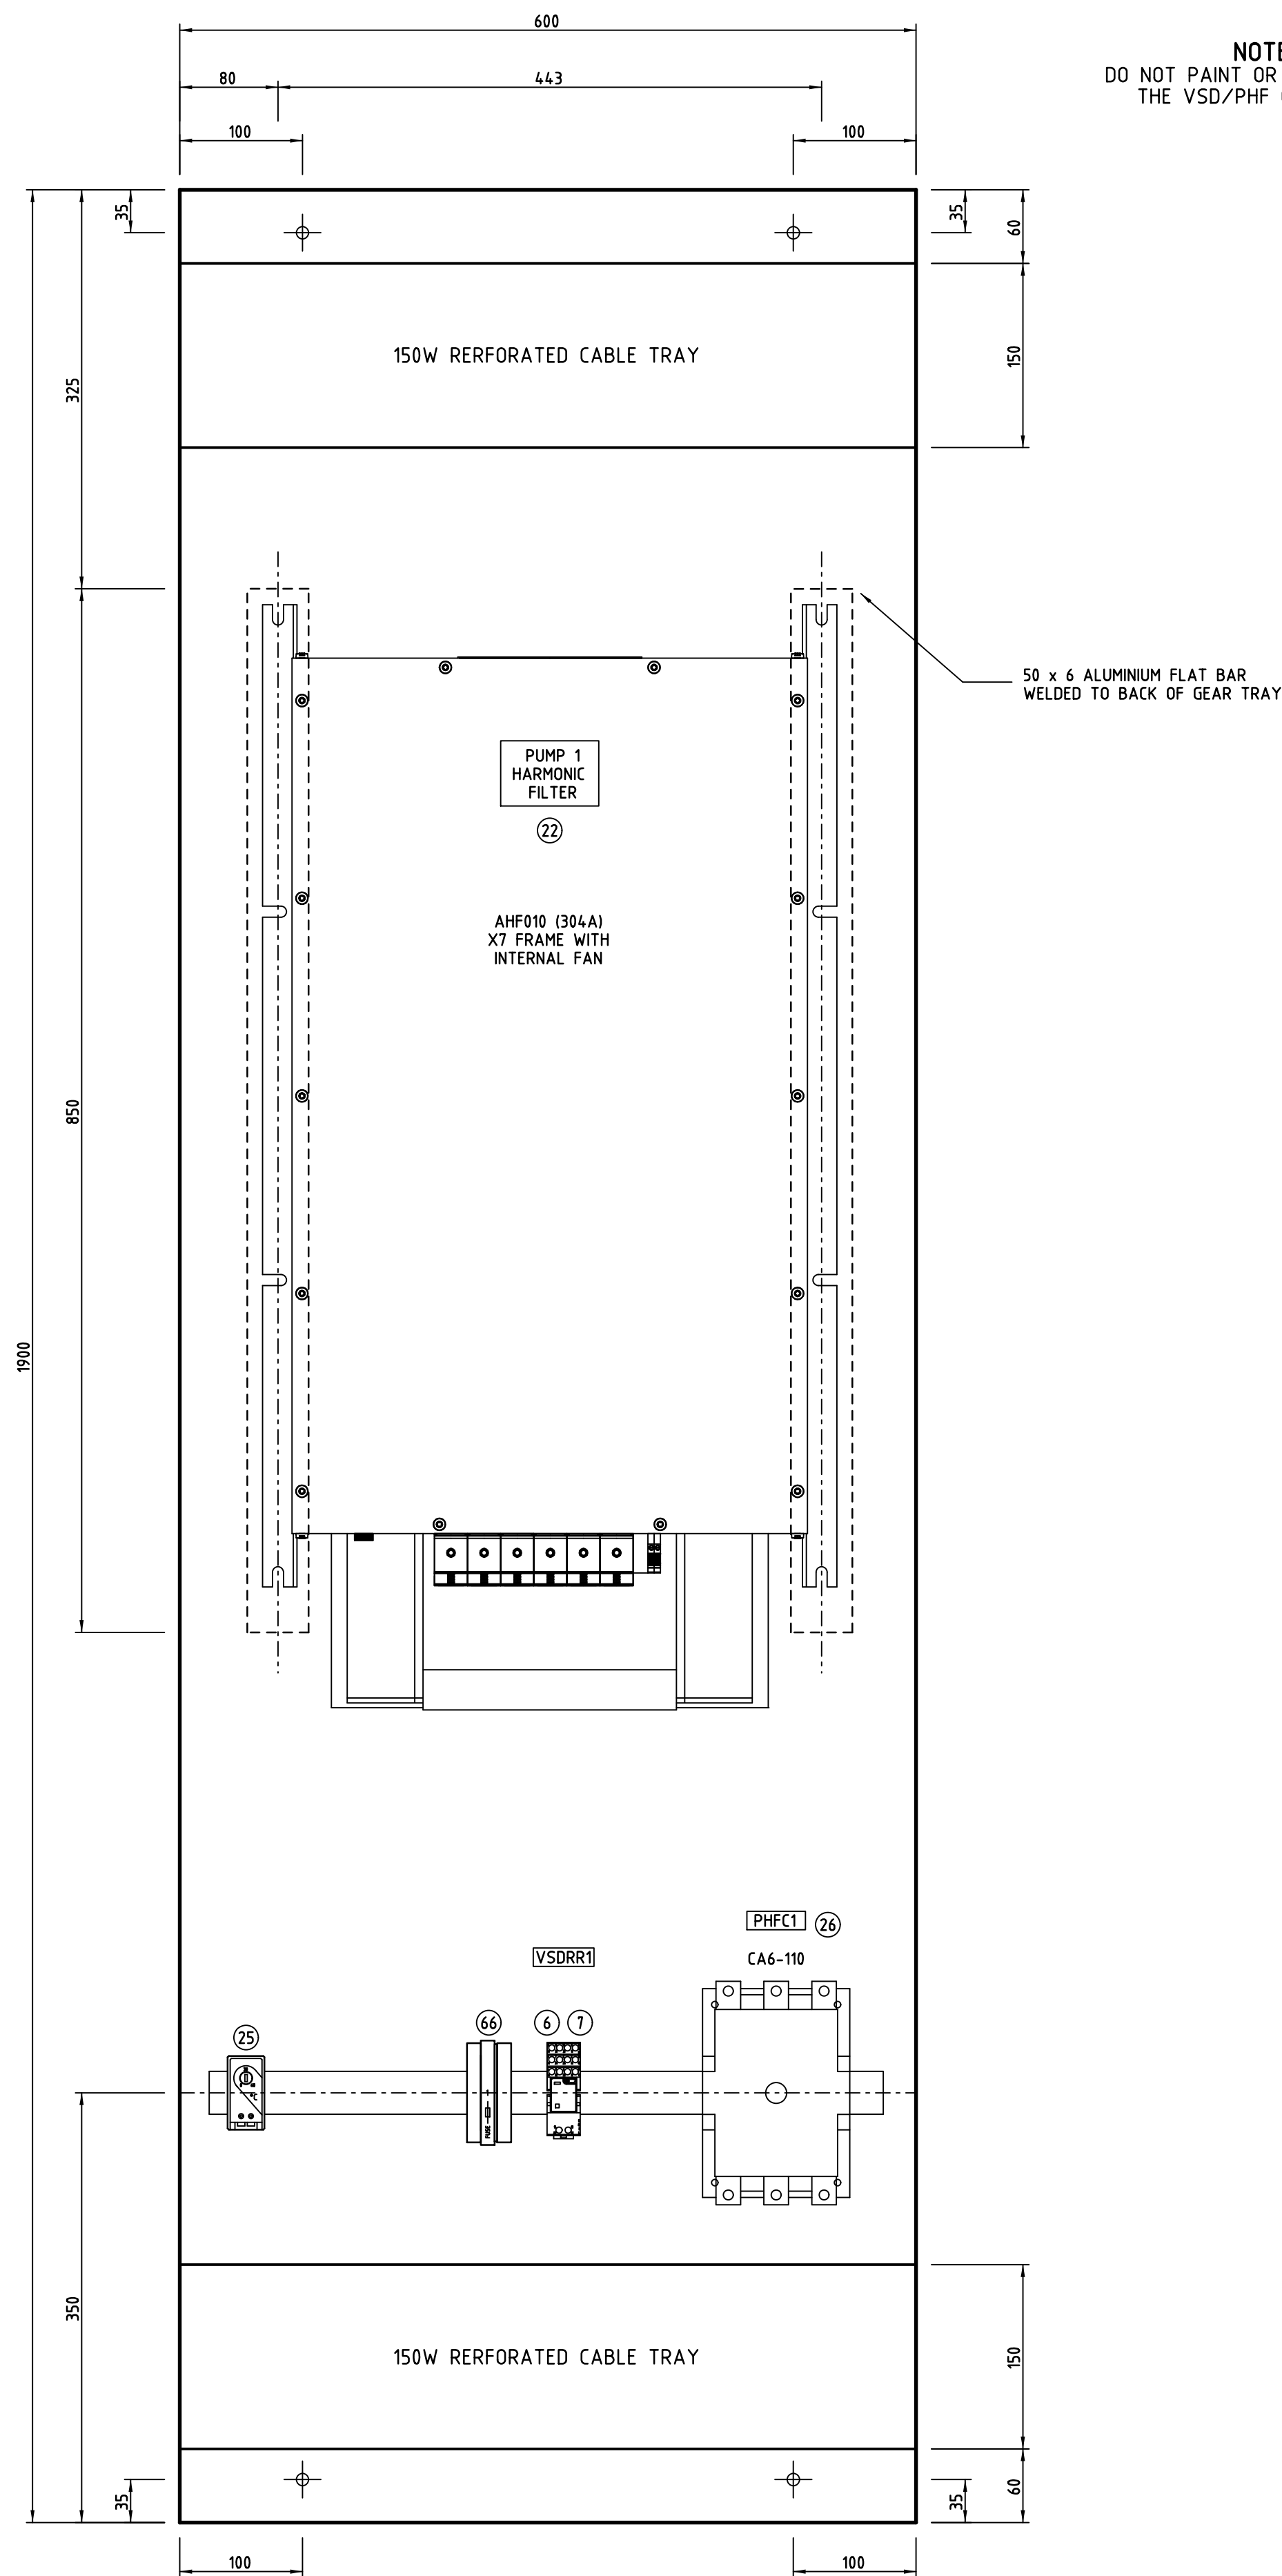 600
NOTE
DO NOT PAINT OR
THE VSD/PHF
80
443
100
100
35
35
60
150W RERFORATED CABLE TRAY
150
325
50 x 6 ALUMINIUM FLAT BAR
WELDED TO BACK OF GEAR TRAY
PUMP 1
HARMONIC
FILTER
22
AHF010 (304A)
X7 FRAME WITH
INTERNAL FAN
850
1900
PHFC1
26
VSDRR1
CA6-110
25
66
6
7
°C
FUSE
350
150W RERFORATED CABLE TRAY
150
35
35
60
100
100